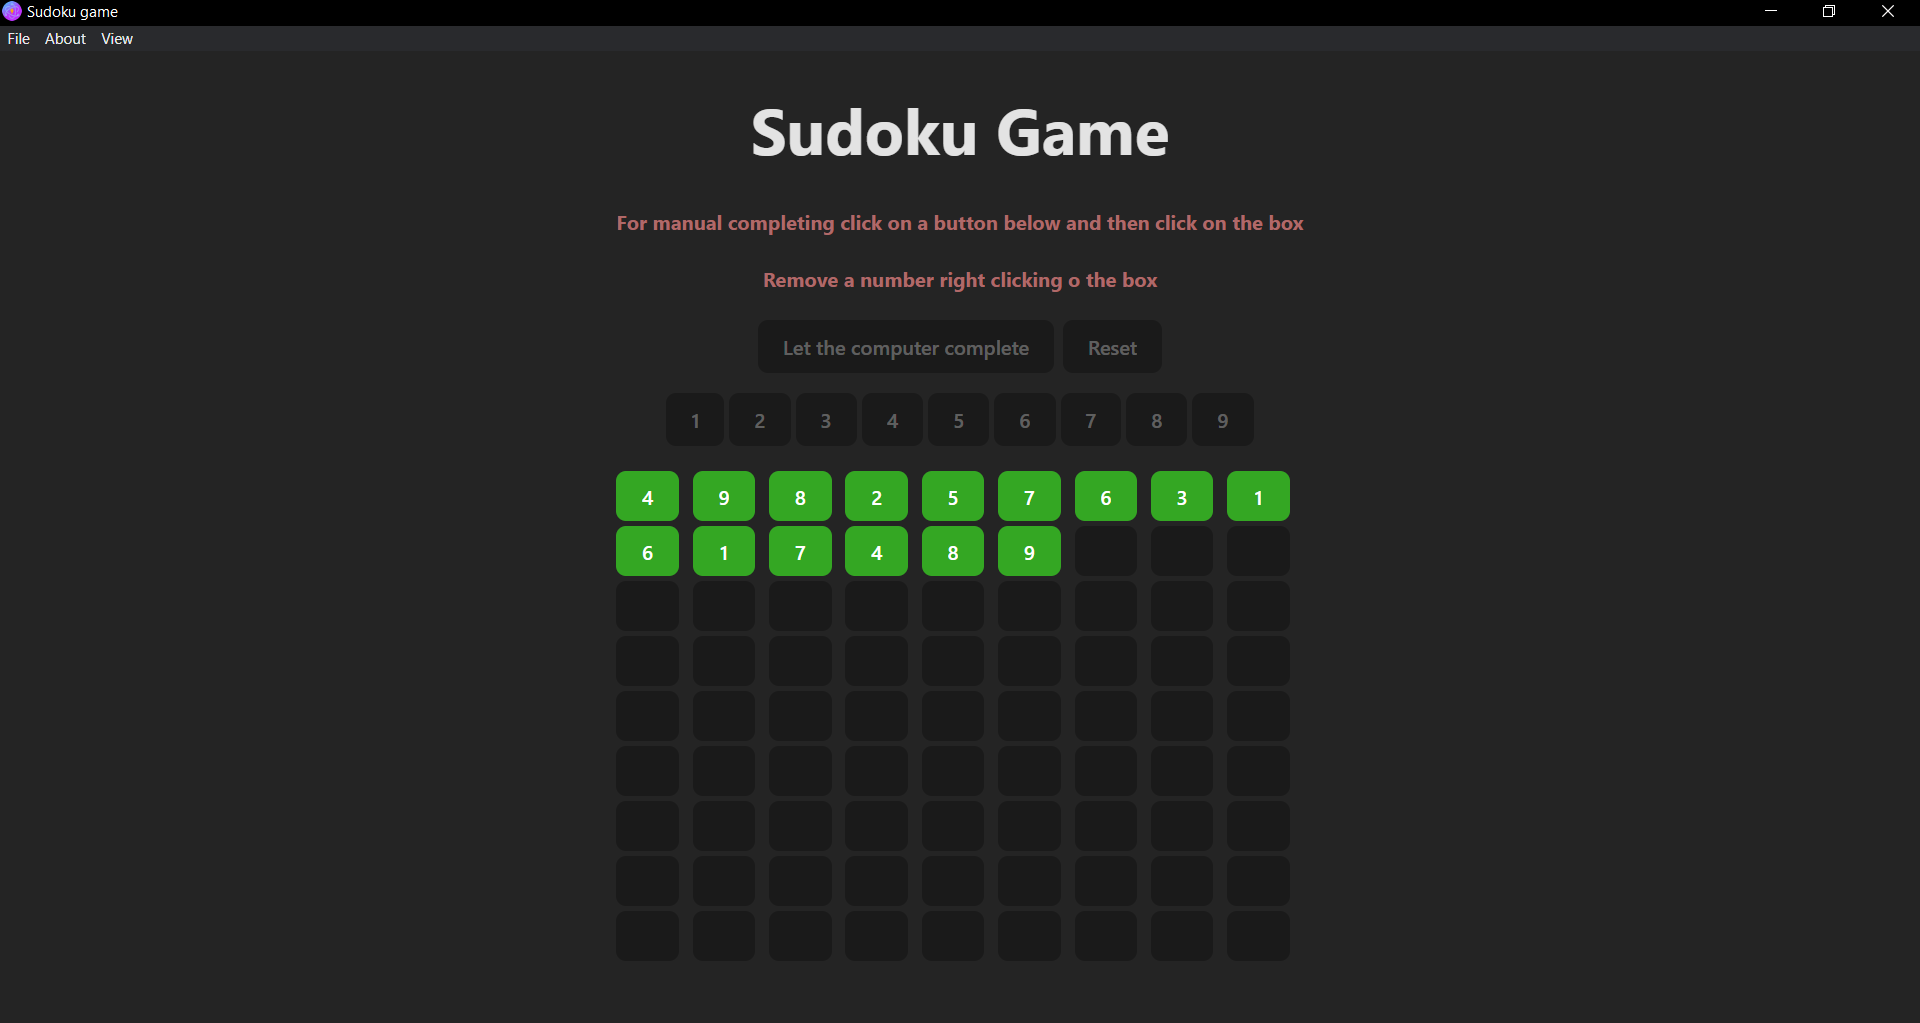 Sudoku game
File About View
Sudoku Game
For manual completing click on a button below and then click on the box
Remove a number right clicking o the box
Let the computer complete Reset
1 2 3 4 5 6 7 8 9
4 9 8 2 5 7 6 3 1
6 1 7 4 8 9